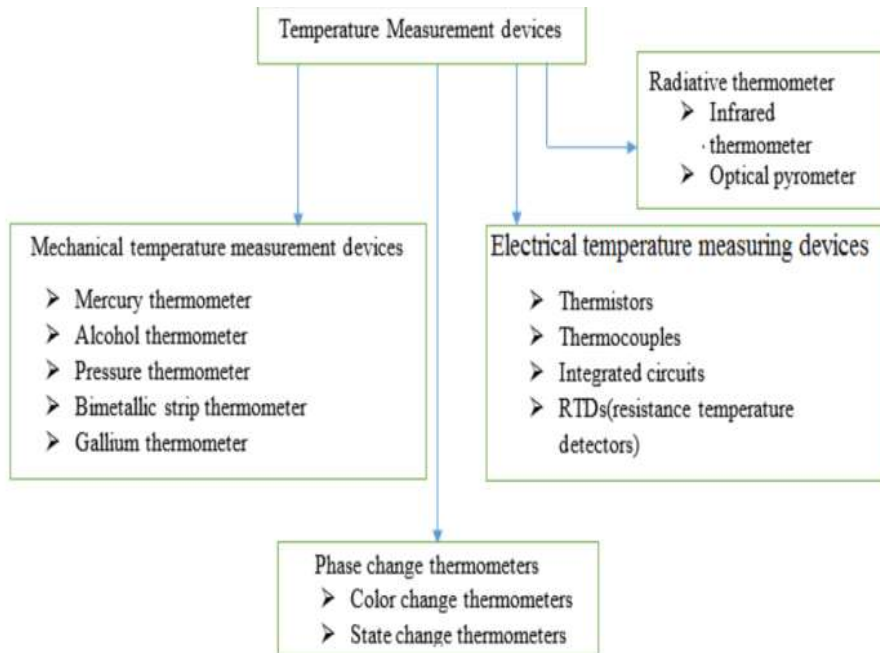 Temperature Measurement devices
Radiative thermometer
➤ Infrared
thermometer
➤ Optical pyrometer
Mechanical temperature measurement devices
➤ Mercury thermometer
➤ Alcohol thermometer
➤ Pressure thermometer
➤ Bimetallic strip thermometer
➤ Gallium thermometer
Electrical temperature measuring devices
➤ Thermistors
➤ Thermocouples
➤ Integrated circuits
➤ RTDs(resistance temperature
detectors)
Phase change thermometers
➤ Color change thermometers
➤ State change thermometers